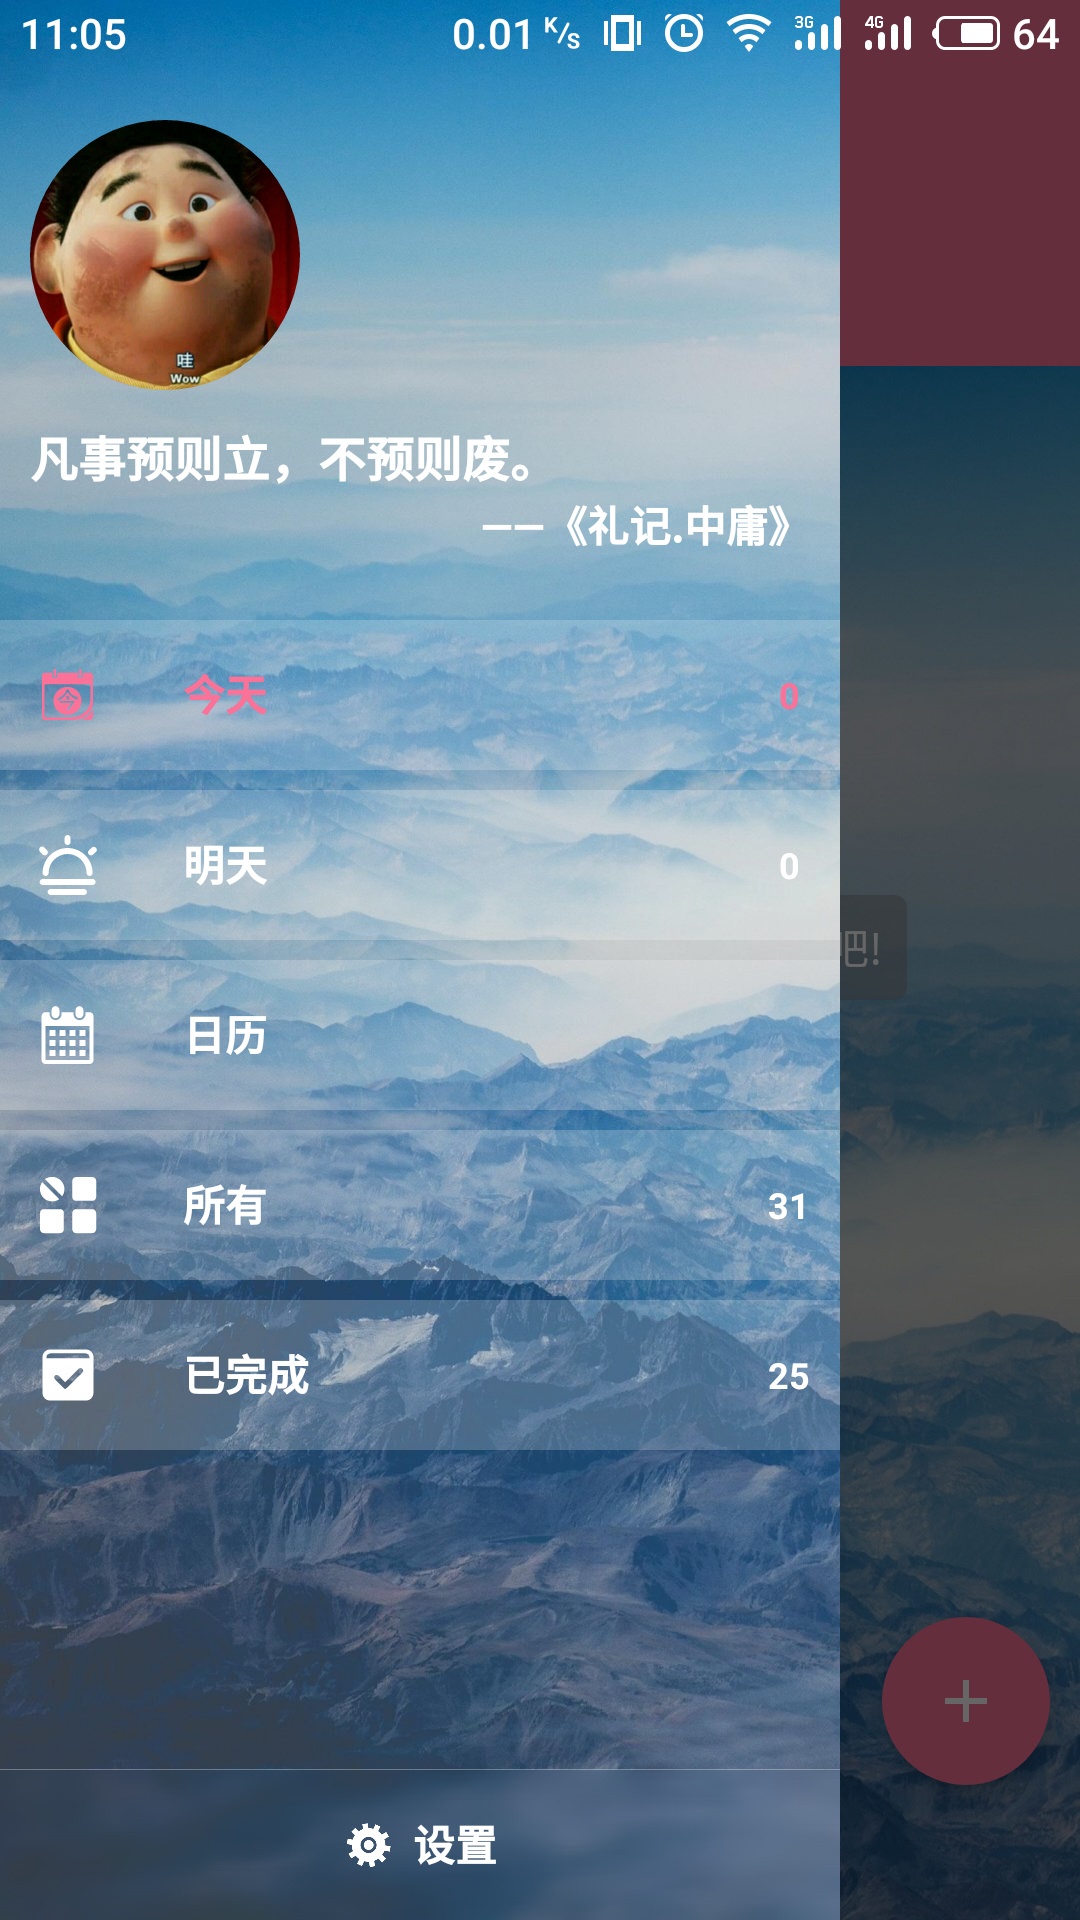 11:05 0.01 K/s 3G 4G 64
哇
Wow
凡事预则立，不预则废。
——《礼记.中庸》
今 今天 0
明天 0
吧!
日历
所有 31
已完成 25
设置